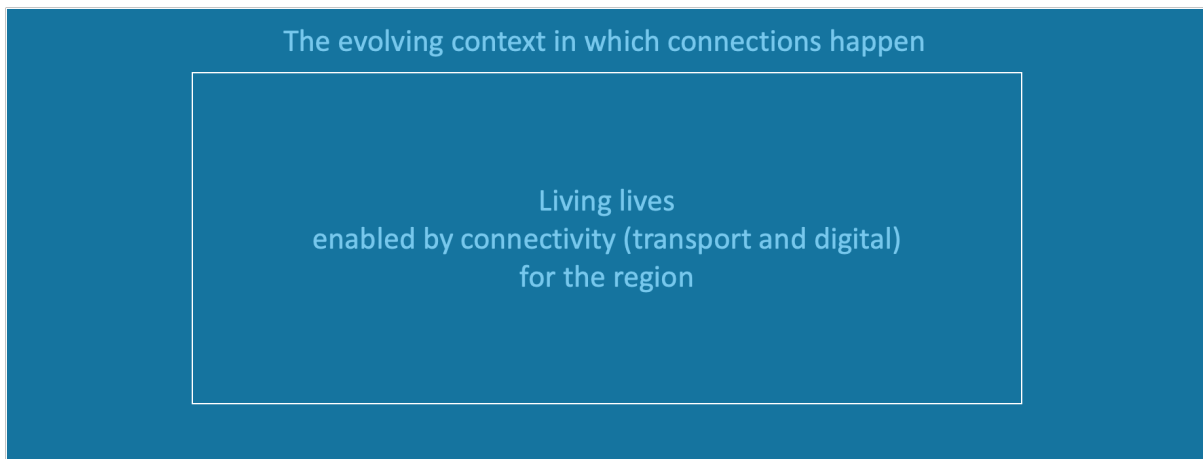 The evolving context in which connections happen
Living lives
enabled by connectivity (transport and digital)
for the region